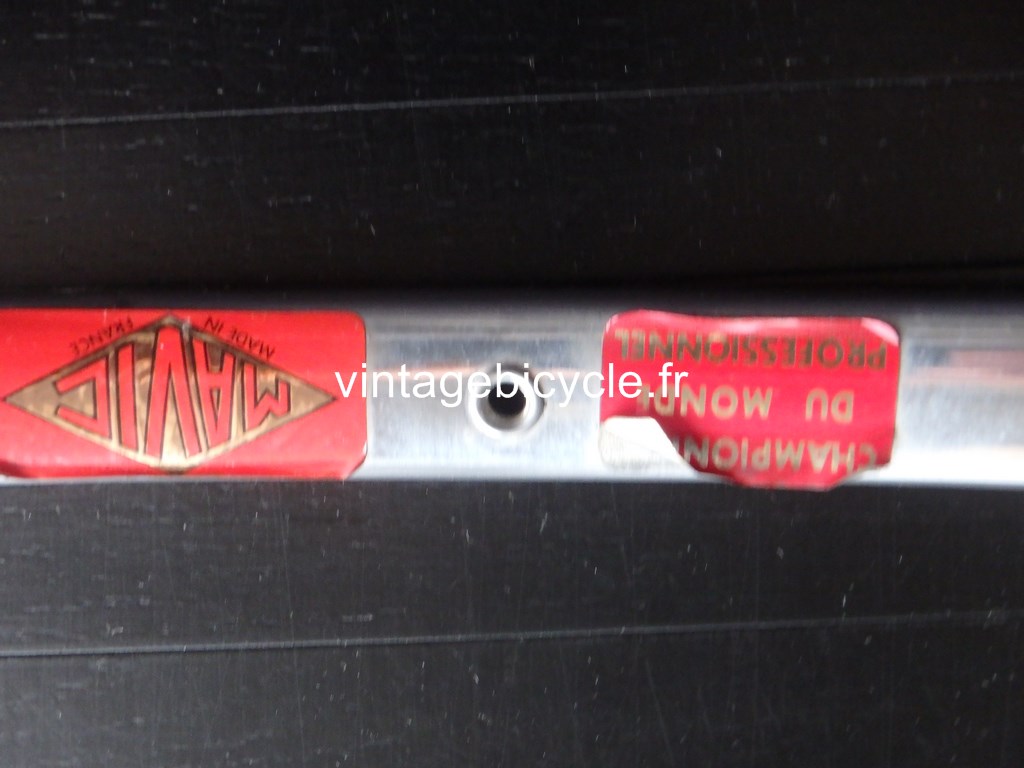 MAVIC
MADE IN
FRANCE
vintagebicycle.fr
CHAMPION
DU MOND
PROFESSIONNEL